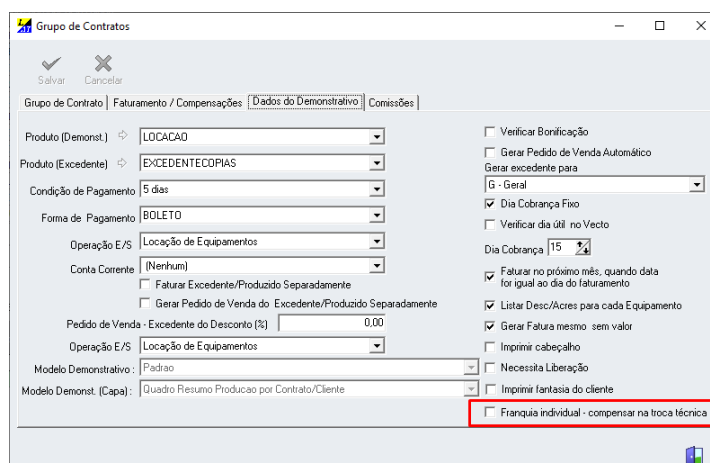 Grupo de Contratos
Salvar Cancelar
Grupo de Contrato Faturamento / Compensações Dados do Demonstrativo Comissões
Produto (Demonst.) LOCACAO
Produto (Excedente) EXCEDENTECOPIAS
Condição de Pagamento 5 dias
Forma de Pagamento BOLETO
Operação E/S Locação de Equipamentos
Conta Corrente (Nenhum)
Faturar Excedente/Produzido Separadamente
Gerar Pedido de Venda do Excedente/Produzido Separadamente
Pedido de Venda - Excedente do Desconto (%) 0,00
Operação E/S Locação de Equipamentos
Modelo Demonstrativo : Padrao
Modelo Demonst. (Capa) : Quadro Resumo Producao por Contrato/Cliente
Verificar Bonificação
Gerar Pedido de Venda Automático
Gerar excedente para
G - Geral
Dia Cobrança Fixo
Verificar dia útil no Vecto
Dia Cobrança 15
Faturar no próximo mês, quando data
for igual ao dia do faturamento
Listar Desc/Acres para cada Equipamento
Gerar Fatura mesmo sem valor
Imprimir cabeçalho
Necessita Liberação
Imprimir fantasia do cliente
Franquia individual - compensar na troca técnica